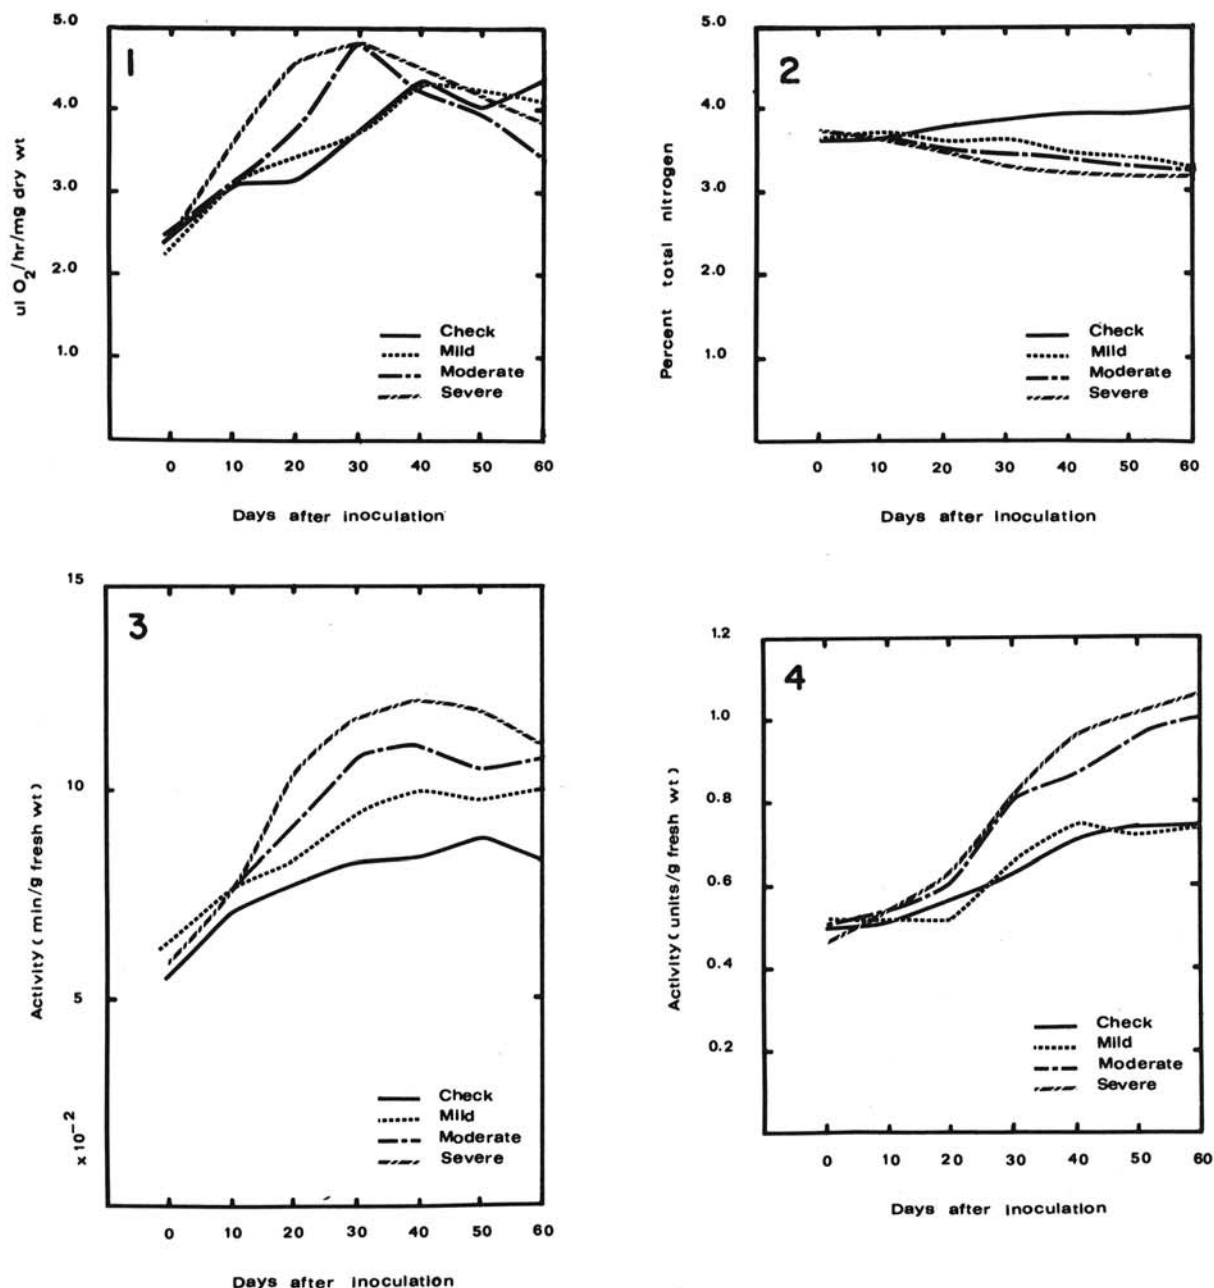 1
5.0
4.0
3.0
2.0
1.0
ul O2/hr/mg dry wt
Check
Mild
Moderate
Severe
0 10 20 30 40 50 60
Days after inoculation
2
5.0
4.0
3.0
2.0
1.0
Percent total nitrogen
Check
Mild
Moderate
Severe
0 10 20 30 40 50 60
Days after inoculation
3
15
10
5
x 10-2
Activity (min/g fresh wt)
Check
Mild
Moderate
Severe
0 10 20 30 40 50 60
Days after inoculation
4
1.2
1.0
0.8
0.6
0.4
0.2
Activity (units/g fresh wt)
Check
Mild
Moderate
Severe
0 10 20 30 40 50 60
Days after inoculation